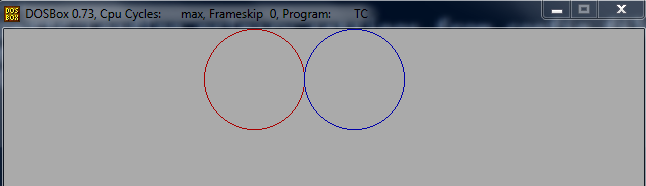 DOS
BOX
DOSBox 0.73, Cpu Cycles: max, Frameskip 0, Program: TC